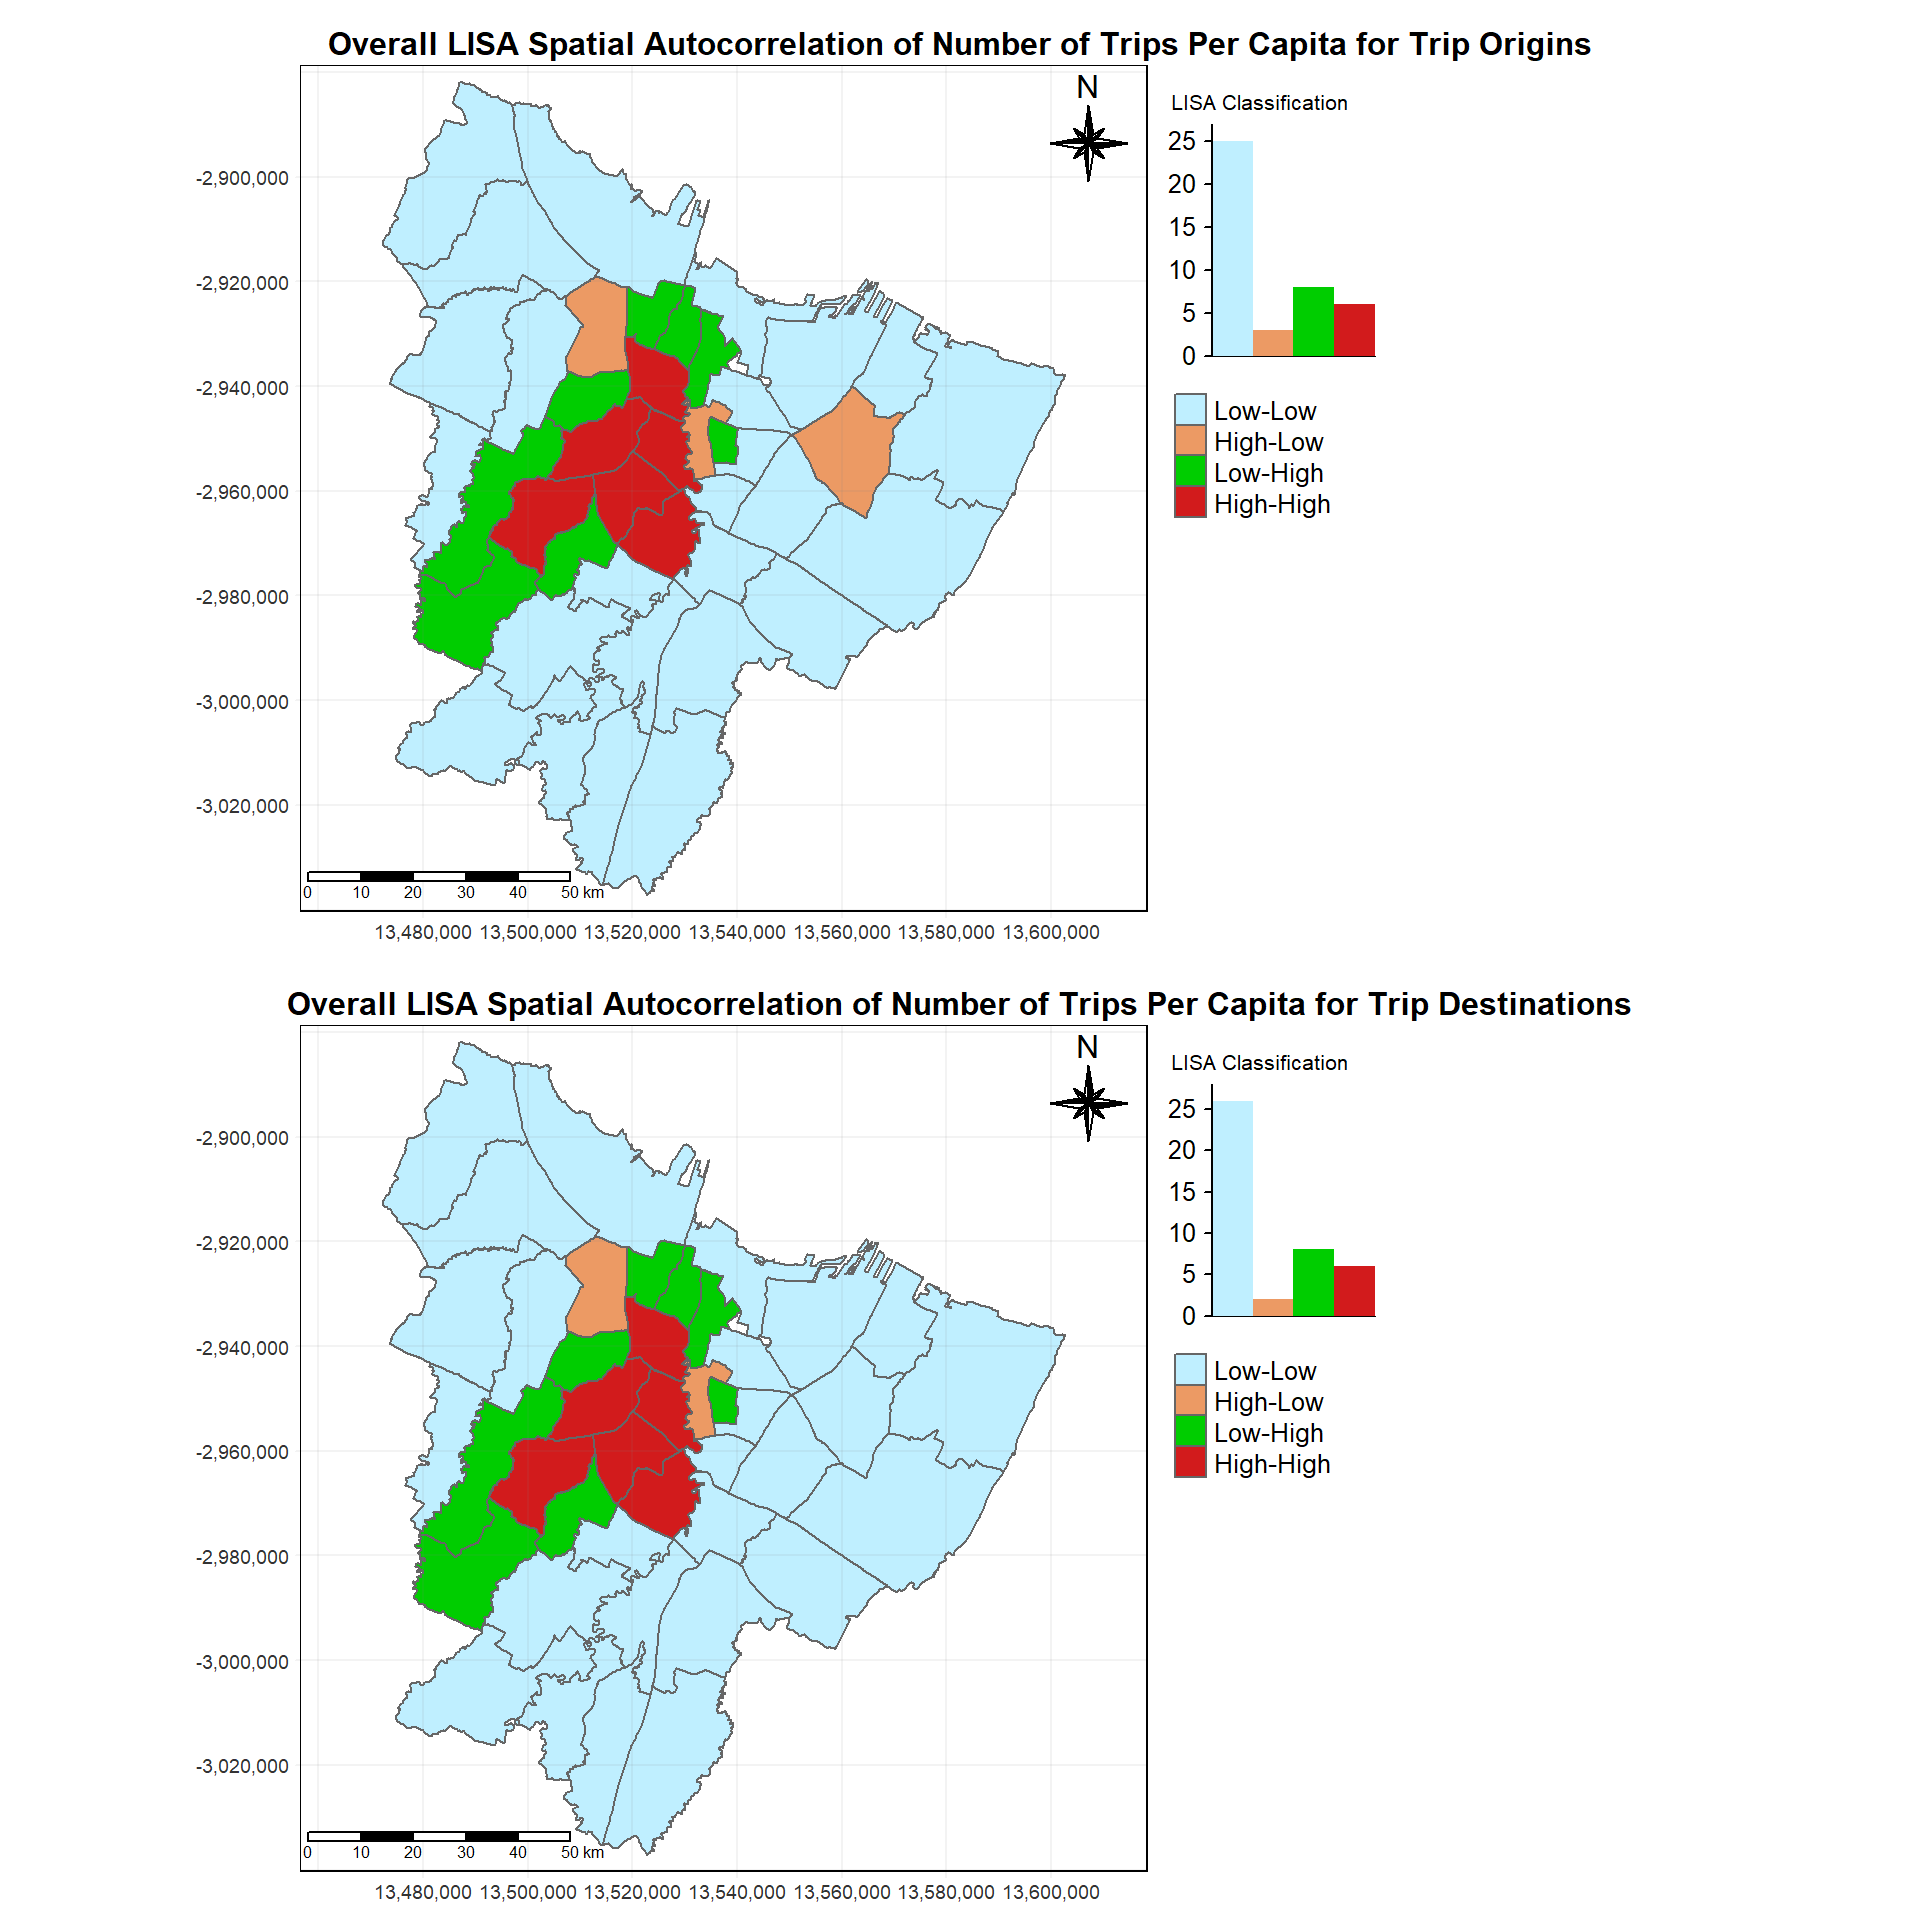 Overall LISA Spatial Autocorrelation of Number of Trips Per Capita for Trip Origins
N
LISA Classification
25
20
15
10
5
0
Low-Low
High-Low
Low-High
High-High
-2,900,000
-2,920,000
-2,940,000
-2,960,000
-2,980,000
-3,000,000
-3,020,000
0 10 20 30 40 50 km
13,480,000 13,500,000 13,520,000 13,540,000 13,560,000 13,580,000 13,600,000
Overall LISA Spatial Autocorrelation of Number of Trips Per Capita for Trip Destinations
N
LISA Classification
25
20
15
10
5
0
Low-Low
High-Low
Low-High
High-High
-2,900,000
-2,920,000
-2,940,000
-2,960,000
-2,980,000
-3,000,000
-3,020,000
0 10 20 30 40 50 km
13,480,000 13,500,000 13,520,000 13,540,000 13,560,000 13,580,000 13,600,000